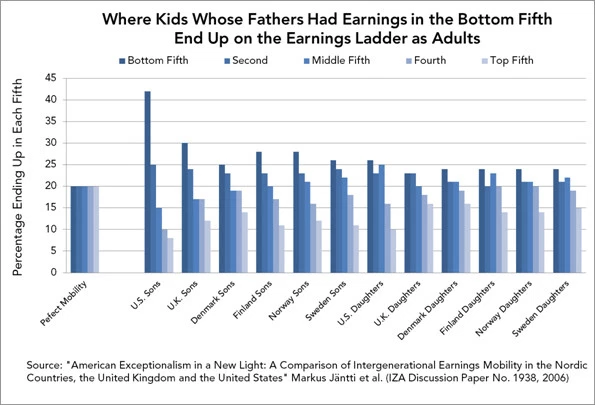 Where Kids Whose Fathers Had Earnings in the Bottom Fifth
End Up on the Earnings Ladder as Adults
Bottom Fifth Second Middle Fifth Fourth Top Fifth
Percentage Ending Up in Each Fifth
45
40
35
30
25
20
15
10
5
0
Pefect Mobility
U.S. Sons
U.K. Sons
Denmark Sons
Finland Sons
Norway Sons
Sweden Sons
U.S. Daughters
U.K. Daughters
Denmark Daughters
Finland Daughters
Norway Daughters
Sweden Daughters
Source: "American Exceptionalism in a New Light: A Comparison of Intergenerational Earnings Mobility in the Nordic
Countries, the United Kingdom and the United States" Markus Jäntti et al. (IZA Discussion Paper No. 1938, 2006)